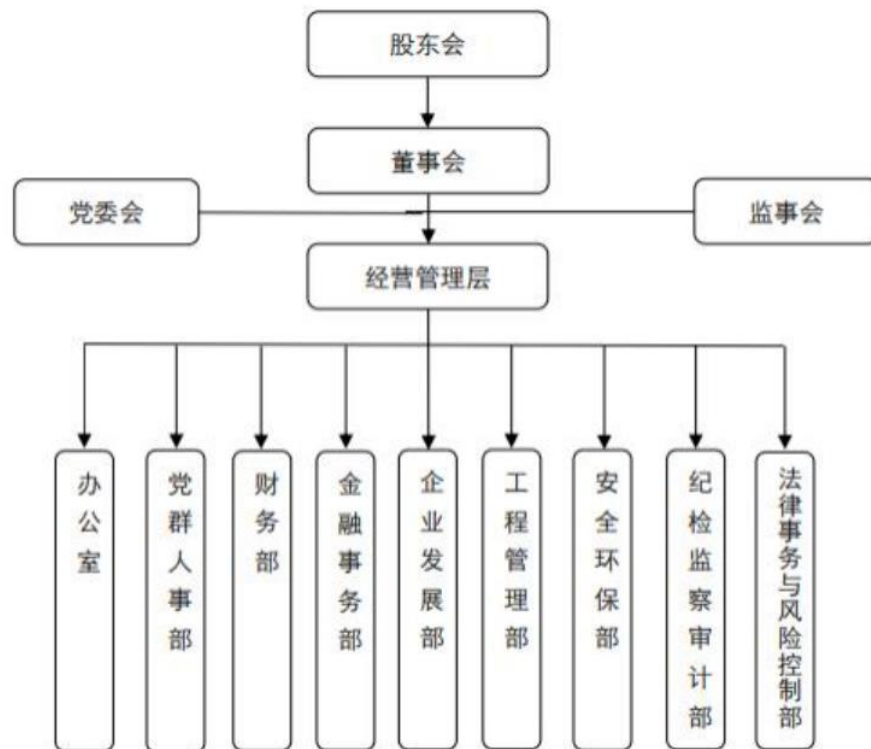 股东会
董事会
党委会
监事会
经营管理层
办公室
党群人事部
财务部
金融事务部
企业发展部
工程管理部
安全环保部
纪检监察审计部
法律事务与风险控制部